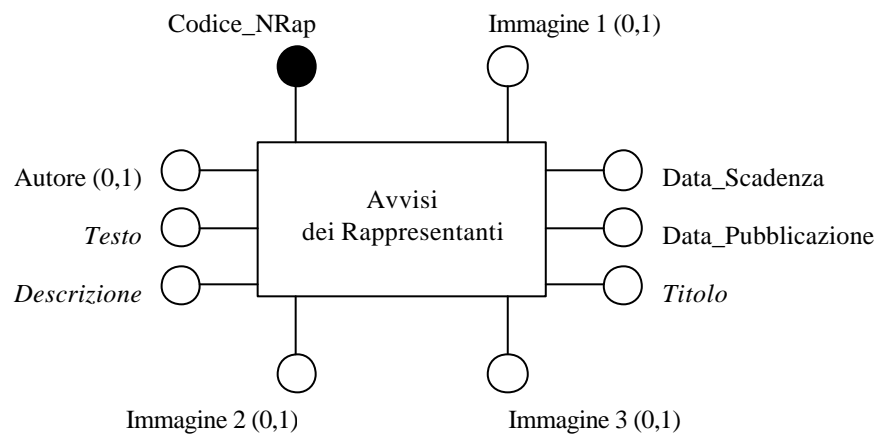 Codice_NRap
Immagine 1 (0,1)
Autore (0,1)
Testo
Descrizione
Avvisi
dei Rappresentanti
Data_Scadenza
Data_Pubblicazione
Titolo
Immagine 2 (0,1)
Immagine 3 (0,1)